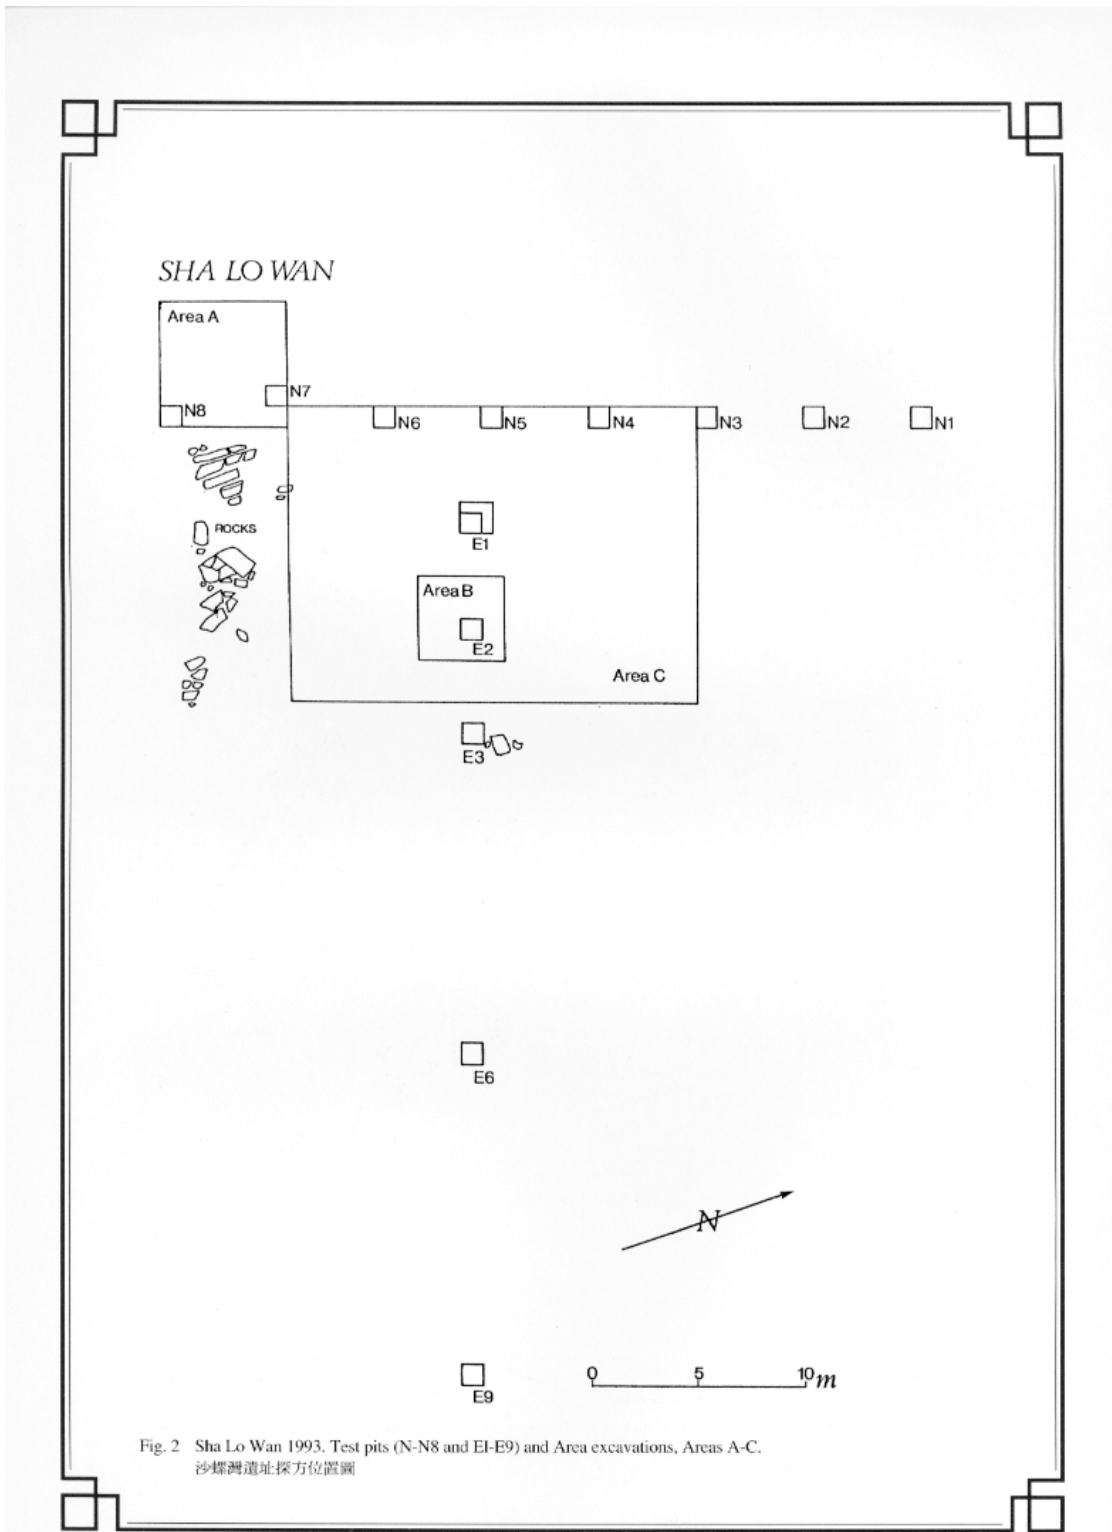 SHA LO WAN
Area A
N7
N8
N6
N5
N4
N3
N2
N1
ROCKS
E1
Area B
E2
Area C
E3
E6
N
E9
0 5 10 m
Fig. 2 Sha Lo Wan 1993. Test pits (N-N8 and EI-E9) and Area excavations, Areas A-C.
沙螺灣遺址探方位置圖